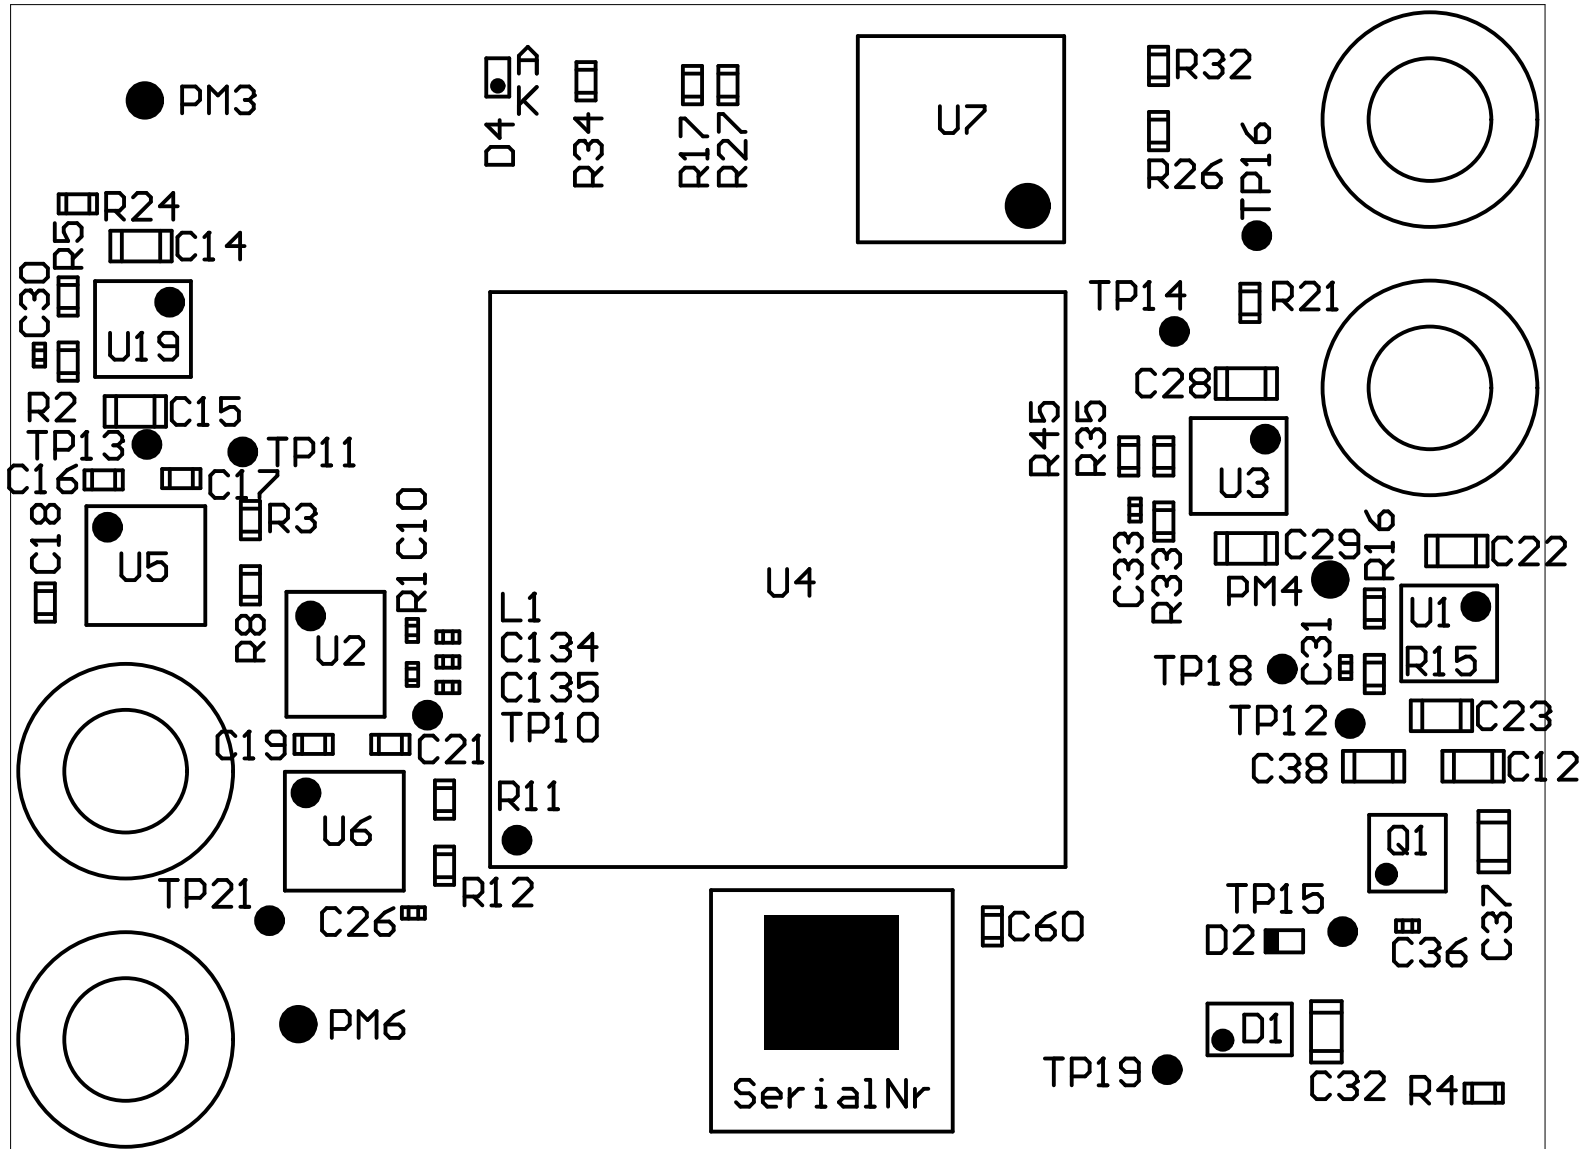 A
K
D4
R34
R17
R27
U7
R32
R26
TP16
PM3
R24
R5
C14
C30
U19
R2
C15
TP13
TP11
C16
C17
C18
R3
U5
R8
C10
R1
U2
L1
C134
C135
TP10
U4
C19
C21
R11
U6
R12
TP21
C26
PM6
TP14
R21
C28
R45
R35
U3
C33
R33
C29
R16
C22
PM4
U1
C31
R15
TP18
TP12
C23
C38
C12
Q1
C37
TP15
D2
C36
C60
D1
TP19
C32
R4
SerialNr